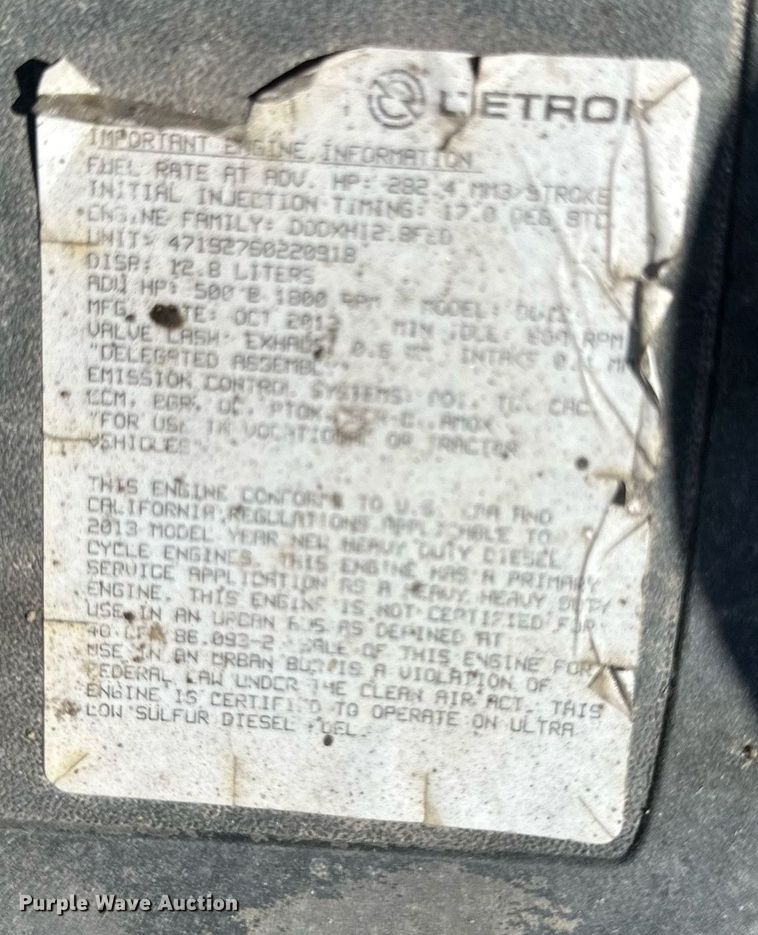 DETROIT
IMPORTANT ENGINE INFORMATION
FUEL RATE AT ADV. HP: 282.4 MM3/STROKE
INITIAL INJECTION TIMING: 17.0 DEG BTC
ENGINE FAMILY: DDDXH12.8FED
UNIT: 47192760220918
DISP: 12.8 LITERS
ADV HP: 500 @ 1800 RPM MODEL:
MFG. DATE: OCT MIN IDLE: RPM
VALVE LASH: EXHAUST INTAKE
"DELEGATED ASSEMBLY"
EMISSION CONTROL SYSTEMS: TC, CAC
ECM, EGR, OC, AMOX
"FOR USE IN VOCATIONAL OR TRACTOR
VEHICLES"
THIS ENGINE CONFORMS TO U.S. EPA AND
CALIFORNIA REGULATIONS APPLICABLE TO
2013 MODEL YEAR NEW HEAVY DUTY DIESEL
CYCLE ENGINES. THIS ENGINE HAS A PRIMARY
SERVICE APPLICATION AS A HEAVY HEAVY DUTY
ENGINE. THIS ENGINE IS NOT CERTIFIED FOR
USE IN AN URBAN BUS AS DEFINED AT
40 CFR 86.093-2. SALE OF THIS ENGINE FOR
USE IN AN URBAN BUS IS A VIOLATION OF
FEDERAL LAW UNDER THE CLEAN AIR ACT. THIS
ENGINE IS CERTIFIED TO OPERATE ON ULTRA
LOW SULFUR DIESEL FUEL.
Purple Wave Auction